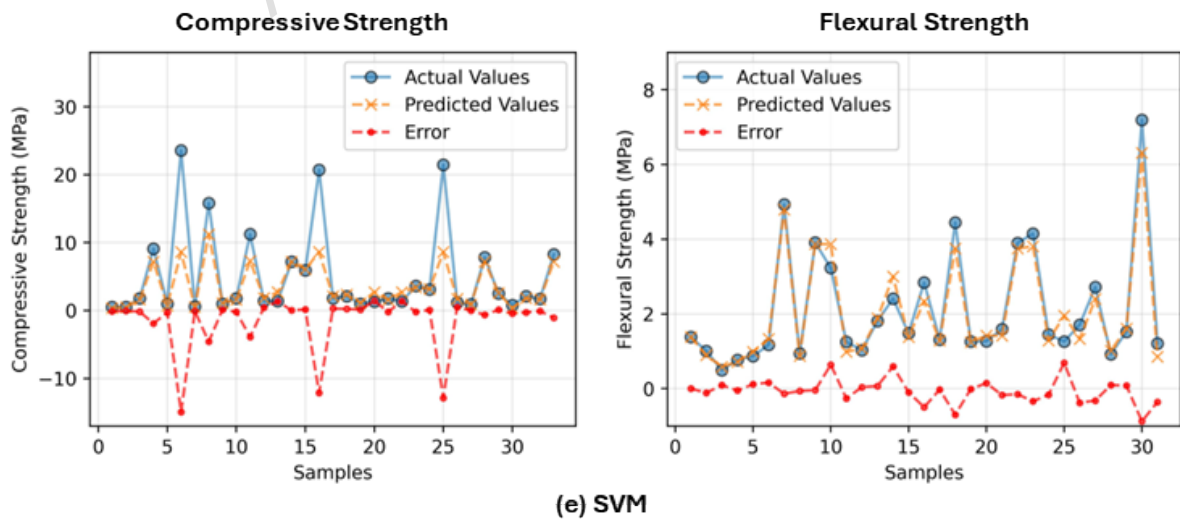 Compressive Strength
Compressive Strength (MPa)
30
20
10
0
−10
Actual Values
Predicted Values
Error
0 5 10 15 20 25 30
Samples
Flexural Strength
Flexural Strength (MPa)
8
6
4
2
0
Actual Values
Predicted Values
Error
0 5 10 15 20 25 30
Samples
(e) SVM